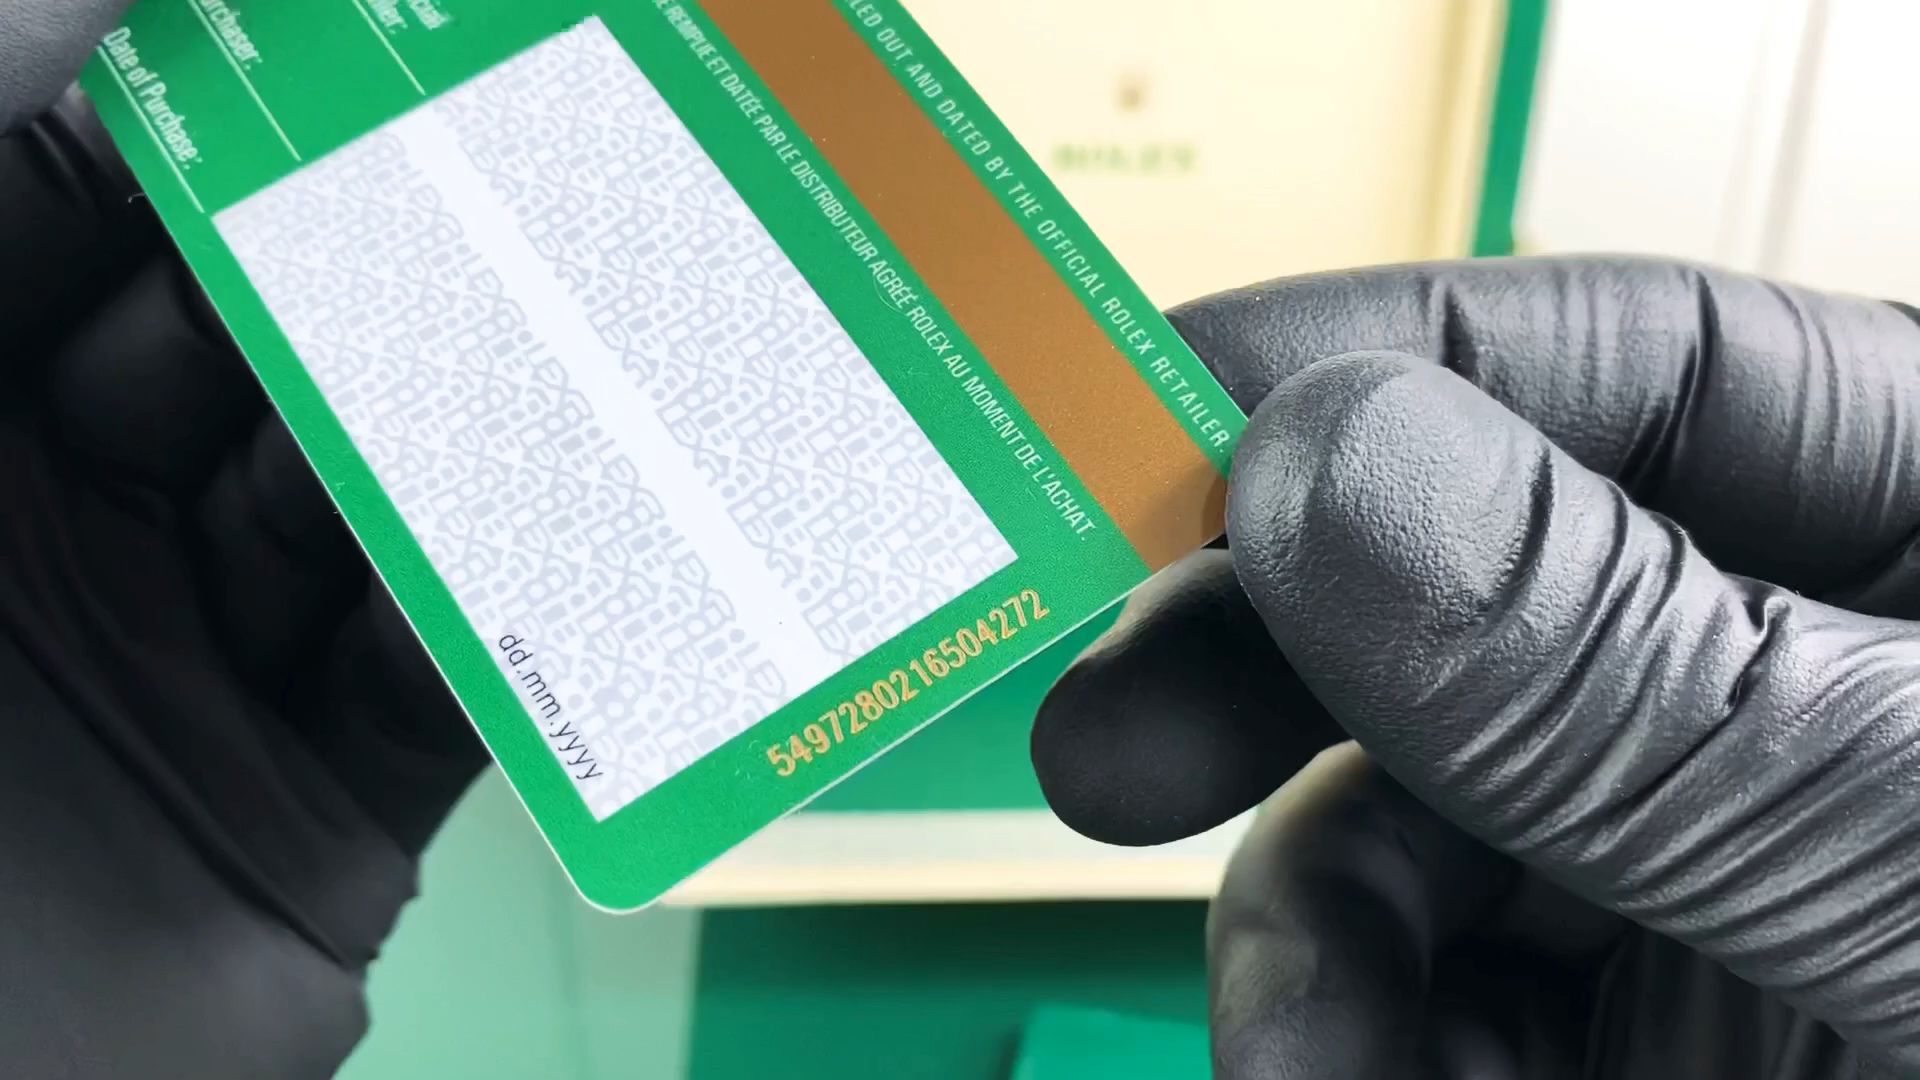 Date of Purchase:
E REMPLIE ET DATÉE PAR LE DISTRIBUTEUR AGRÉÉ ROLEX AU MOMENT DE L'ACHAT.
LED OUT AND DATED BY THE OFFICIAL ROLEX RETAILER.
dd.mm.yyyy
5497280216504272
ROLEX